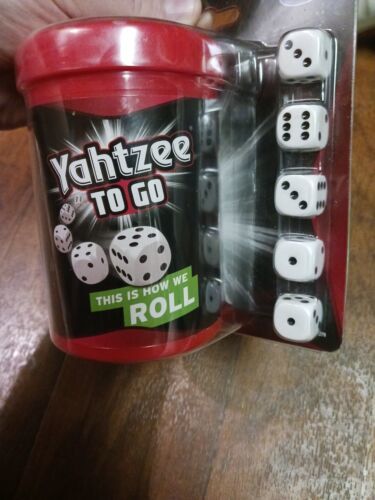 Yahtzee
TO GO
THIS IS HOW WE
ROLL